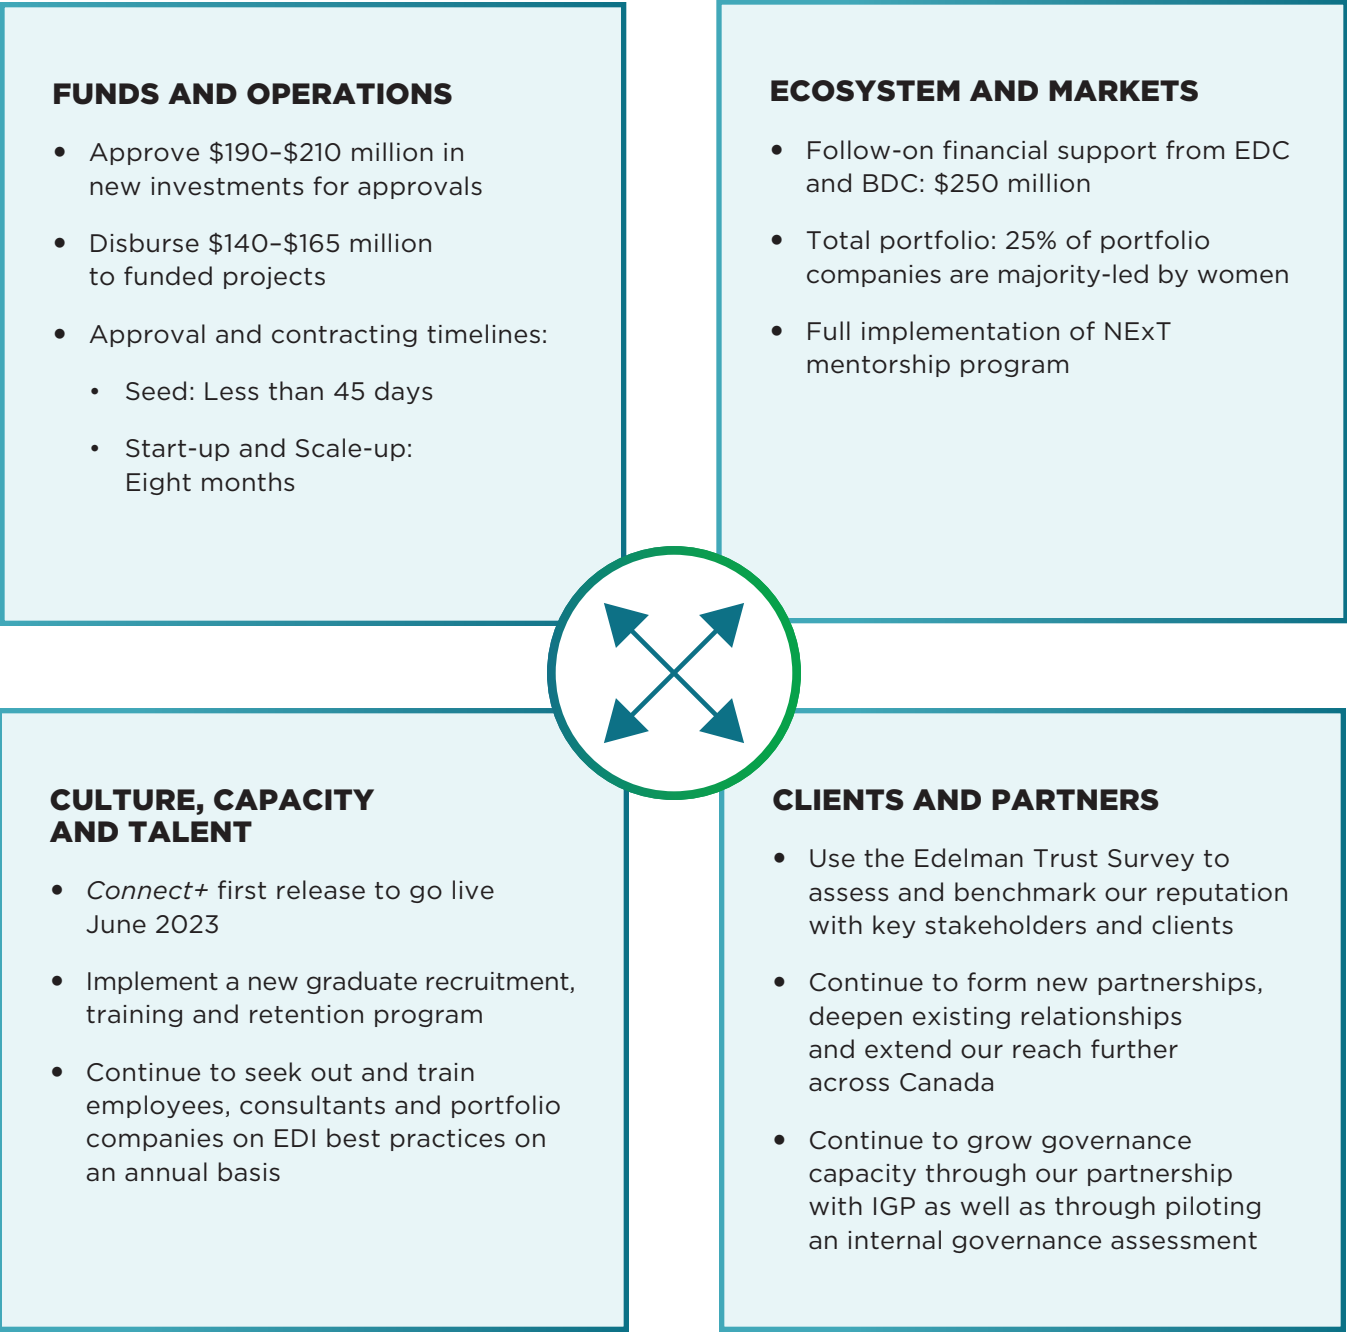 FUNDS AND OPERATIONS
• Approve $190–$210 million in
new investments for approvals
• Disburse $140–$165 million
to funded projects
• Approval and contracting timelines:
• Seed: Less than 45 days
• Start-up and Scale-up:
Eight months
ECOSYSTEM AND MARKETS
• Follow-on financial support from EDC
and BDC: $250 million
• Total portfolio: 25% of portfolio
companies are majority-led by women
• Full implementation of NExT
mentorship program
CULTURE, CAPACITY
AND TALENT
• Connect+ first release to go live
June 2023
• Implement a new graduate recruitment,
training and retention program
• Continue to seek out and train
employees, consultants and portfolio
companies on EDI best practices on
an annual basis
CLIENTS AND PARTNERS
• Use the Edelman Trust Survey to
assess and benchmark our reputation
with key stakeholders and clients
• Continue to form new partnerships,
deepen existing relationships
and extend our reach further
across Canada
• Continue to grow governance
capacity through our partnership
with IGP as well as through piloting
an internal governance assessment